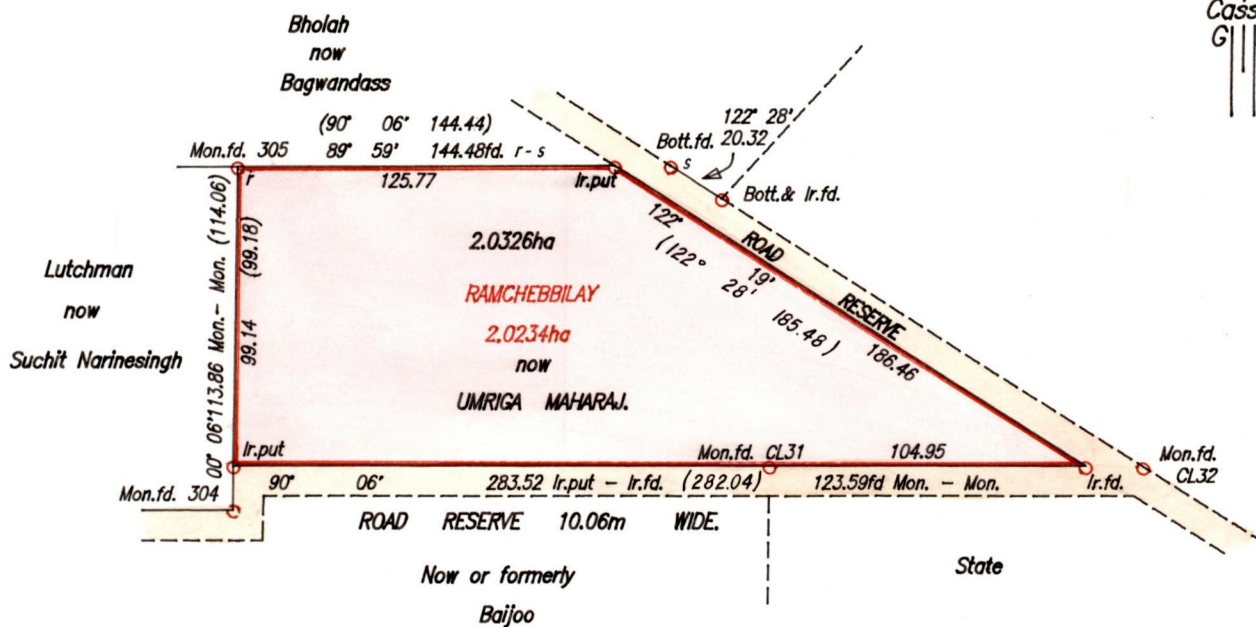 Cass
G
Bholah
now
Bagwandass
(90° 06' 144.44)
Mon.fd. 305 89° 59' 144.48fd. r - s
r 125.77 Ir.put
Bott.fd. 20.32
122° 28'
s
Bott.& Ir.fd.
122° 19' 186.46
(122° 28' 185.48)
ROAD RESERVE
Lutchman
now
Suchit Narinesingh
00° 06' 113.86 Mon.- Mon. (114.06)
99.14 (99.18)
2.0326ha
RAMCHEBBILAY
2.0234ha
now
UMRIGA MAHARAJ.
Ir.put
Mon.fd. CL31 104.95
Mon.fd.
CL32
Mon.fd. 304
90° 06' 283.52 Ir.put - Ir.fd. (282.04) 123.59fd Mon. - Mon. Ir.fd.
ROAD RESERVE 10.06m WIDE.
Now or formerly
Baijoo
State